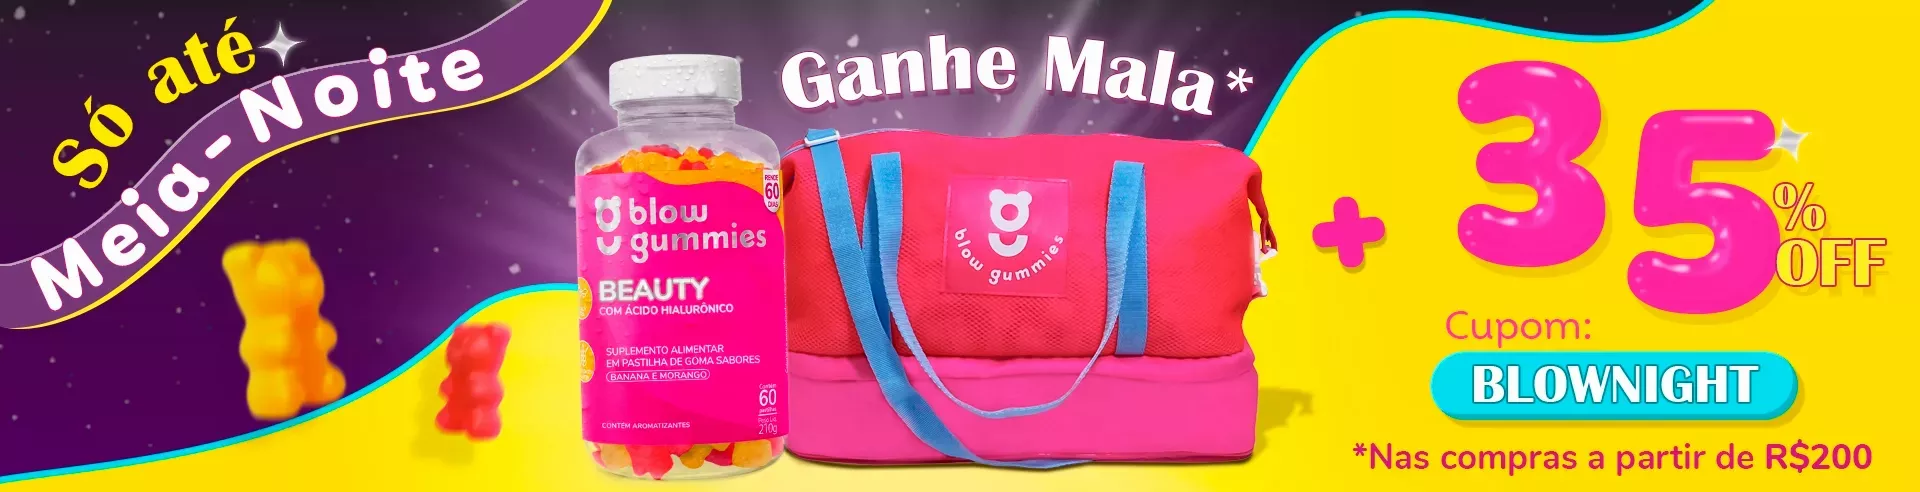 Só até
Meia-Noite
Ganhe Mala*
+
35
%
OFF
Cupom:
BLOWNIGHT
*Nas compras a partir de R$200
RENDE
60
DIAS
blow
gummies
BEAUTY
COM ÁCIDO HIALURÔNICO
SUPLEMENTO ALIMENTAR
EM PASTILHA DE GOMA SABORES
BANANA E MORANGO
Contém
60
pastilhas
210g
CONTÉM AROMATIZANTES
blow gummies